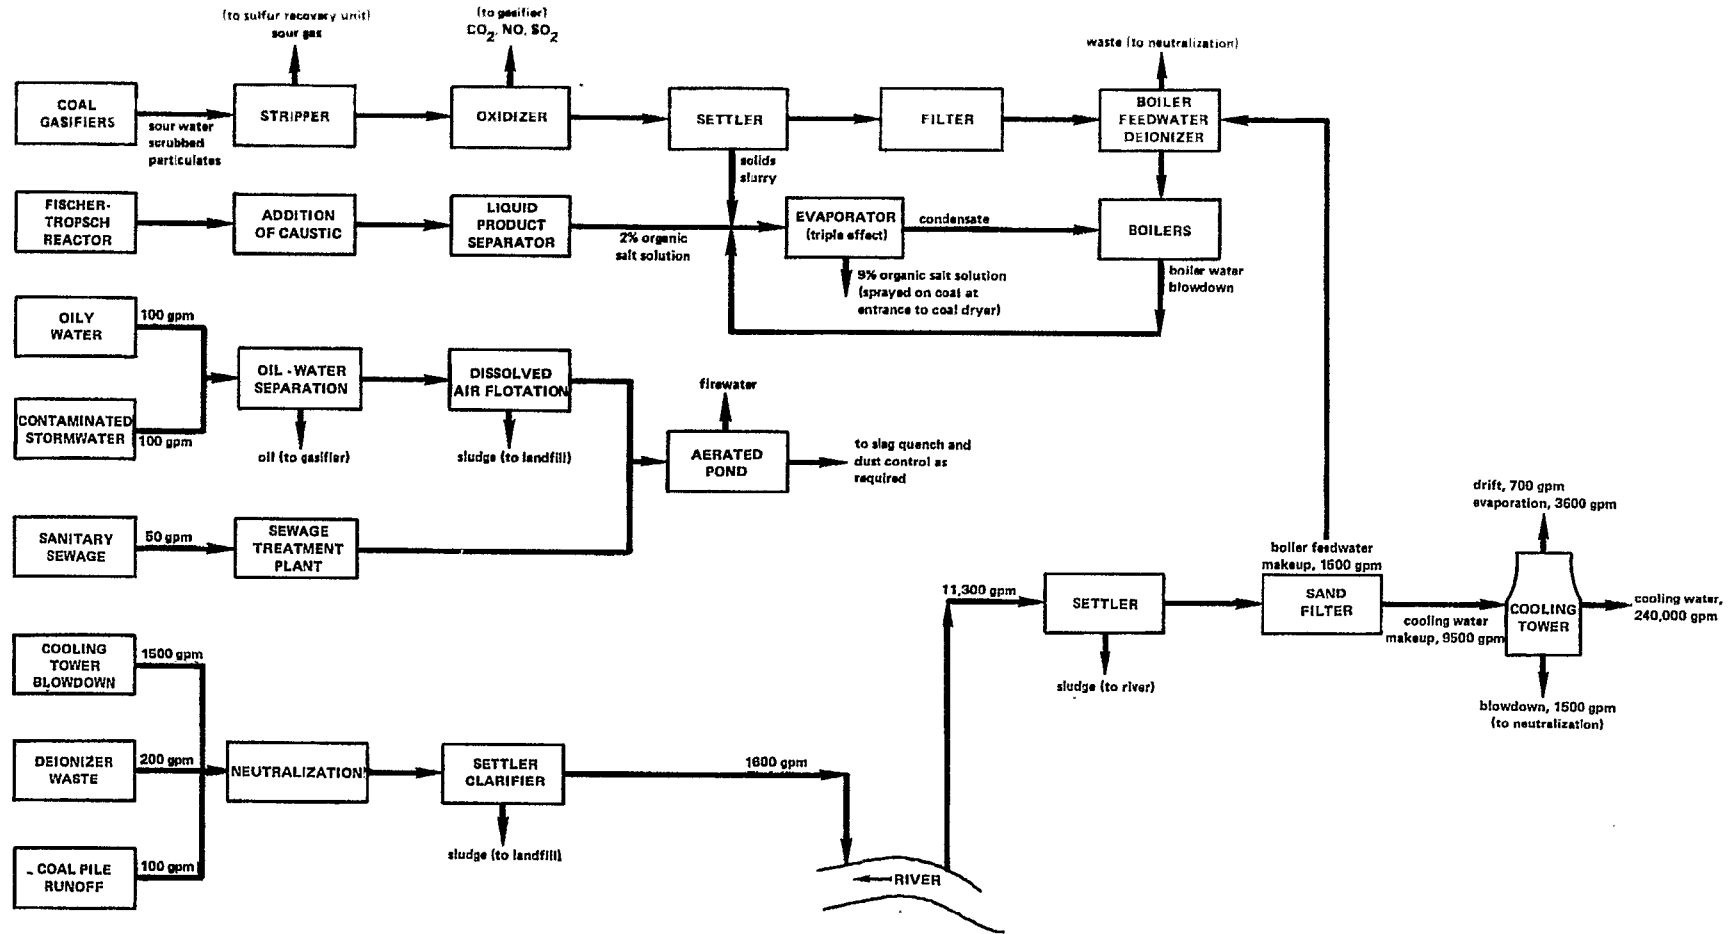 (to sulfur recovery unit)
sour gas
(to gasifier)
CO2, NO, SO2
waste (to neutralization)
COAL
GASIFIERS
sour water
scrubbed
particulates
STRIPPER
OXIDIZER
SETTLER
solids
slurry
FILTER
BOILER
FEEDWATER
DEIONIZER
FISCHER-
TROPSCH
REACTOR
ADDITION
OF CAUSTIC
LIQUID
PRODUCT
SEPARATOR
2% organic
salt solution
EVAPORATOR
(triple effect)
condensate
BOILERS
9% organic salt solution
(sprayed on coal at
entrance to coal dryer)
boiler water
blowdown
OILY
WATER
100 gpm
CONTAMINATED
STORMWATER
100 gpm
OIL - WATER
SEPARATION
oil (to gasifier)
DISSOLVED
AIR FLOTATION
sludge (to landfill)
firewater
AERATED
POND
to slag quench and
dust control as
required
SANITARY
SEWAGE
50 gpm
SEWAGE
TREATMENT
PLANT
drift, 700 gpm
evaporation, 3600 gpm
boiler feedwater
makeup, 1600 gpm
11,300 gpm
SETTLER
sludge (to river)
SAND
FILTER
cooling water
makeup, 9500 gpm
COOLING
TOWER
cooling water,
240,000 gpm
blowdown, 1500 gpm
(to neutralization)
COOLING
TOWER
BLOWDOWN
1500 gpm
DEIONIZER
WASTE
200 gpm
COAL PILE
RUNOFF
100 gpm
NEUTRALIZATION
SETTLER
CLARIFIER
sludge (to landfill)
1600 gpm
RIVER